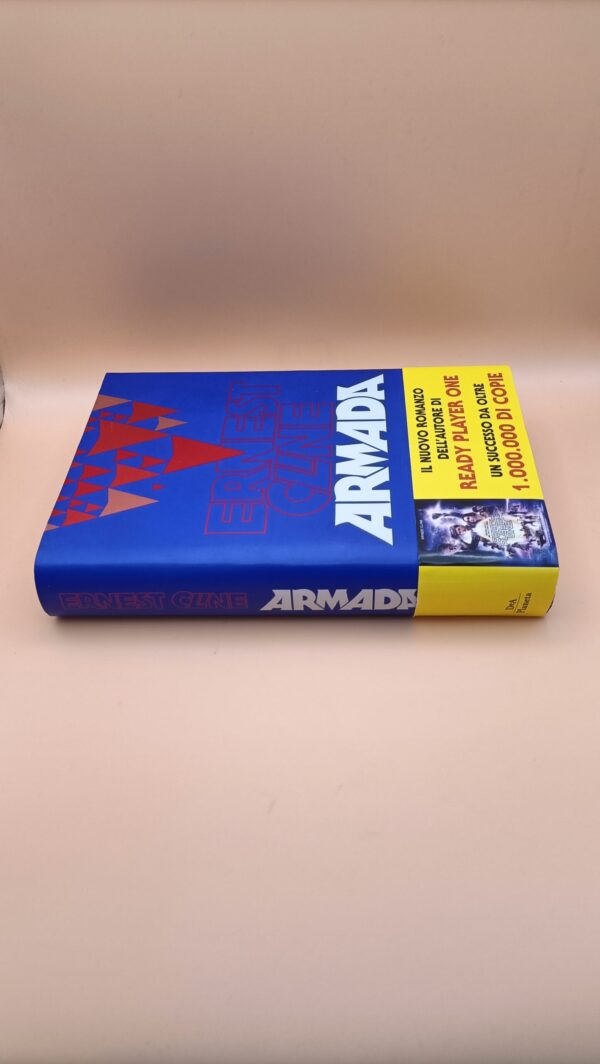 ERNEST
CLINE
ARMADA
IL NUOVO ROMANZO
DELL'AUTORE DI
READY PLAYER ONE
UN SUCCESSO DA OLTRE
1.000.000 DI COPIE
ERNEST CLINE ARMADA
DeA
Planeta